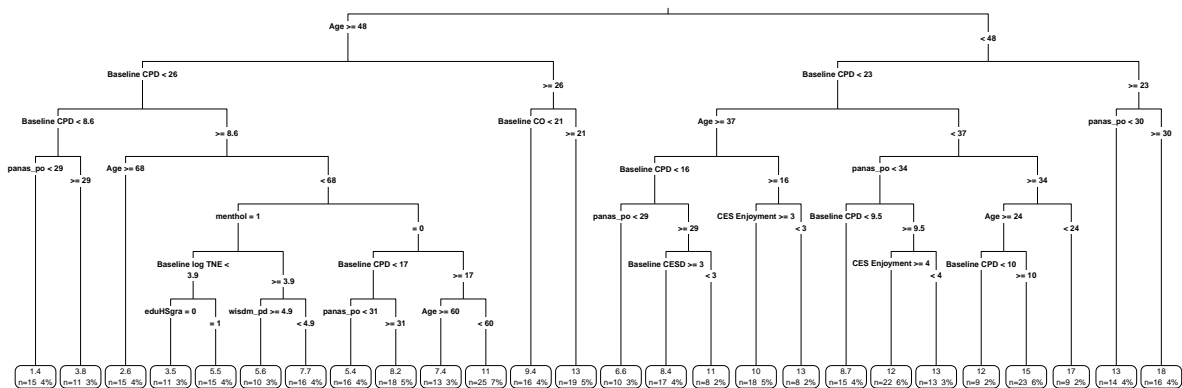 Age >= 48
< 48
Baseline CPD < 26
>= 26
Baseline CPD < 23
>= 23
Baseline CPD < 8.6
>= 8.6
Baseline CO < 21
>= 21
Age >= 37
< 37
panas_po < 30
>= 30
panas_po < 29
>= 29
Age >= 68
< 68
Baseline CPD < 16
>= 16
panas_po < 34
>= 34
menthol = 1
= 0
panas_po < 29
>= 29
CES Enjoyment >= 3
< 3
Baseline CPD < 9.5
>= 9.5
Age >= 24
< 24
Baseline log TNE <
3.9
>= 3.9
Baseline CPD < 17
>= 17
Baseline CESD >= 3
< 3
CES Enjoyment >= 4
< 4
Baseline CPD < 10
>= 10
eduHSgra = 0
= 1
wisdm_pd >= 4.9
< 4.9
panas_po < 31
>= 31
Age >= 60
< 60
1.4
n=15 4%
3.8
n=11 3%
2.6
n=15 4%
3.5
n=11 3%
5.5
n=15 4%
5.6
n=10 3%
7.7
n=16 4%
5.4
n=16 4%
8.2
n=18 5%
7.4
n=13 3%
11
n=25 7%
9.4
n=16 4%
13
n=19 5%
6.6
n=10 3%
8.4
n=17 4%
11
n=8 2%
10
n=18 5%
13
n=8 2%
8.7
n=15 4%
12
n=22 6%
13
n=13 3%
12
n=9 2%
15
n=23 6%
17
n=9 2%
13
n=14 4%
18
n=16 4%